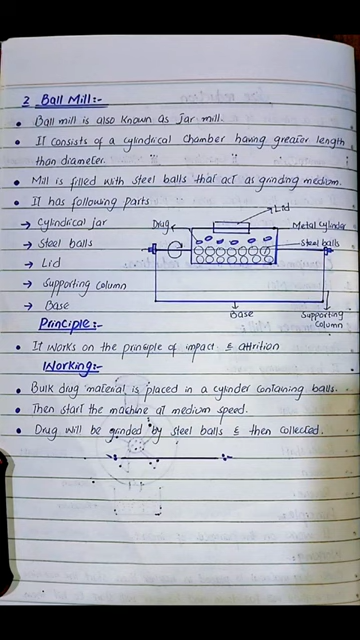 2 Ball Mill:-
• Ball mill is also known as jar mill.
• It consists of a cylindrical chamber having greater length
than diameter.
• Mill is filled with steel balls that act as grinding medium.
• It has following parts
→ Cylindrical jar
→ Steel balls
→ Lid
→ Supporting column
→ Base
Lid
Drug
Metal cylinder
Steel balls
Base
Supporting
column
Principle:-
• It works on the principle of impact & attrition
Working:-
• Bulk drug material is placed in a cylinder containing balls.
• Then start the machine at medium speed.
• Drug will be grinded by steel balls & then collected.